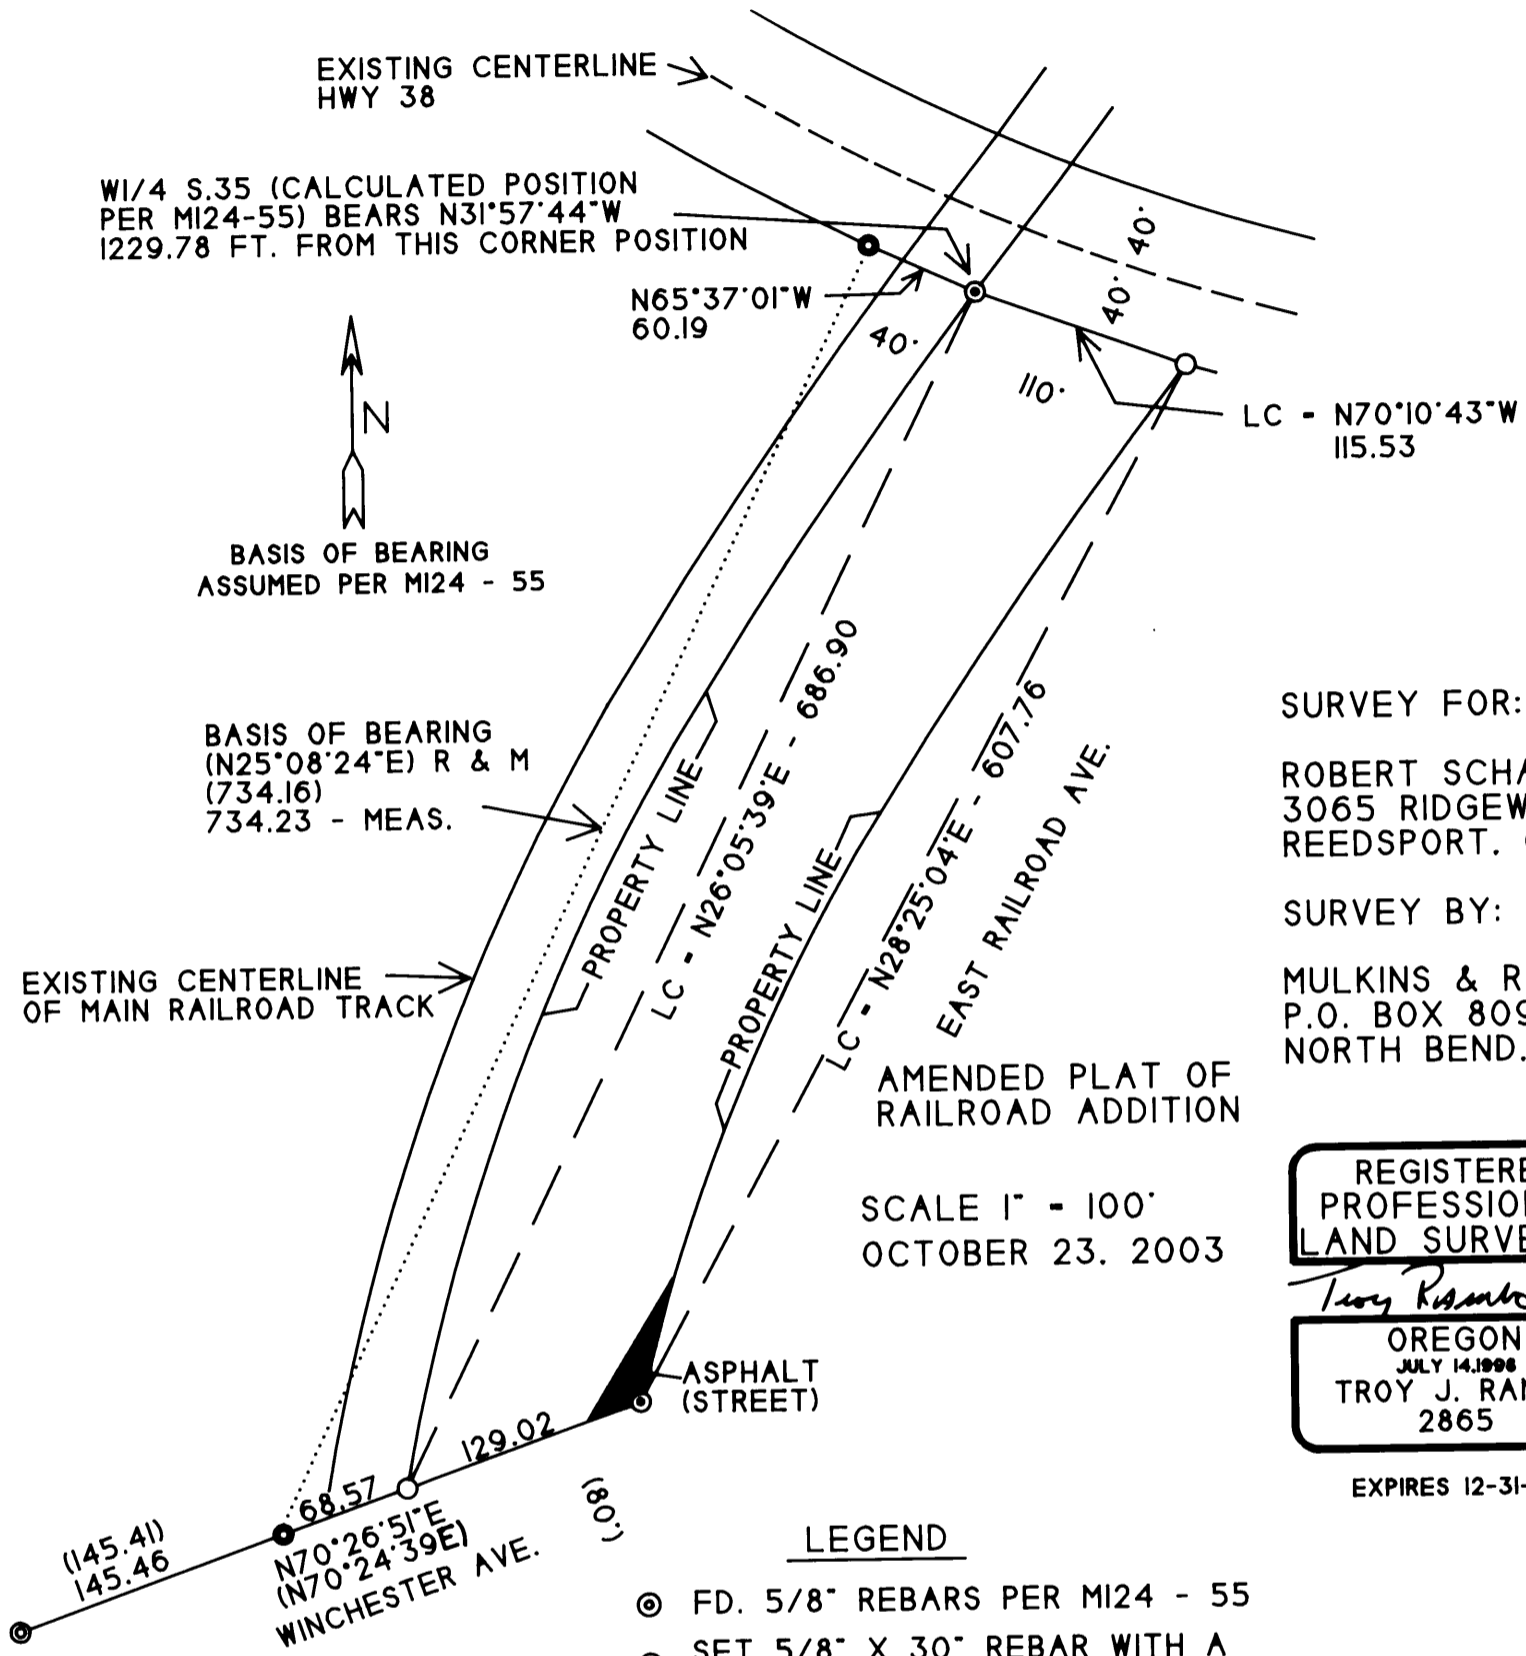 EXISTING CENTERLINE
HWY 38
W1/4 S.35 (CALCULATED POSITION
PER M124-55) BEARS N31°57'44"W
1229.78 FT. FROM THIS CORNER POSITION
N65°37'01"W
60.19
40'
40'
40'
110'
LC - N70°10'43"W
115.53
N
BASIS OF BEARING
ASSUMED PER M124 - 55
BASIS OF BEARING
(N25°08'24"E) R & M
(734.16)
734.23 - MEAS.
PROPERTY LINE
LC - N26°05'39"E - 686.90
PROPERTY LINE
LC - N28°25'04"E - 607.76
EAST RAILROAD AVE.
EXISTING CENTERLINE
OF MAIN RAILROAD TRACK
AMENDED PLAT OF
RAILROAD ADDITION
SCALE 1" - 100'
OCTOBER 23. 2003
SURVEY FOR:
ROBERT SCHA
3065 RIDGEW
REEDSPORT.
SURVEY BY:
MULKINS & R
P.O. BOX 809
NORTH BEND.
REGISTERE
PROFESSION
LAND SURVE
Troy
OREGON
JULY 14.1998
TROY J. RAM
2865
EXPIRES 12-31-
ASPHALT
(STREET)
129.02
68.57
(80')
(145.41)
145.46
N70°26'51"E
(N70°24'39E)
WINCHESTER AVE.
LEGEND
FD. 5/8" REBARS PER M124 - 55
SET 5/8" X 30" REBAR WITH A